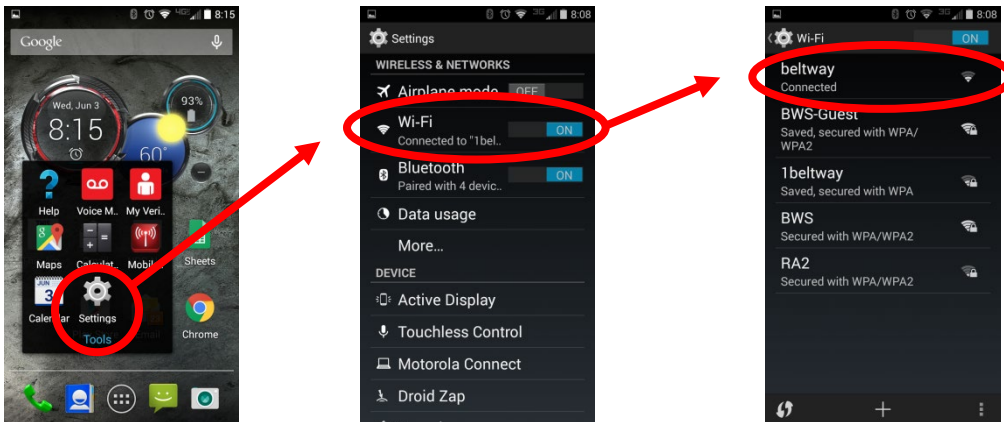 4G 8:15
Google
Wed, Jun 3
8:15
93%
60°
Help Voice M.. My Veri..
Maps Calculat.. Mobil..
Sheets
JUN
3
Calendar Settings
Chrome
Tools
3G 8:08
Settings
WIRELESS & NETWORKS
Airplane mode OFF
Wi-Fi
Connected to "1bel..
ON
Bluetooth
Paired with 4 devic..
ON
Data usage
More...
DEVICE
Active Display
Touchless Control
Motorola Connect
Droid Zap
3G 8:08
Wi-Fi ON
beltway
Connected
BWS-Guest
Saved, secured with WPA/
WPA2
1beltway
Saved, secured with WPA
BWS
Secured with WPA/WPA2
RA2
Secured with WPA/WPA2